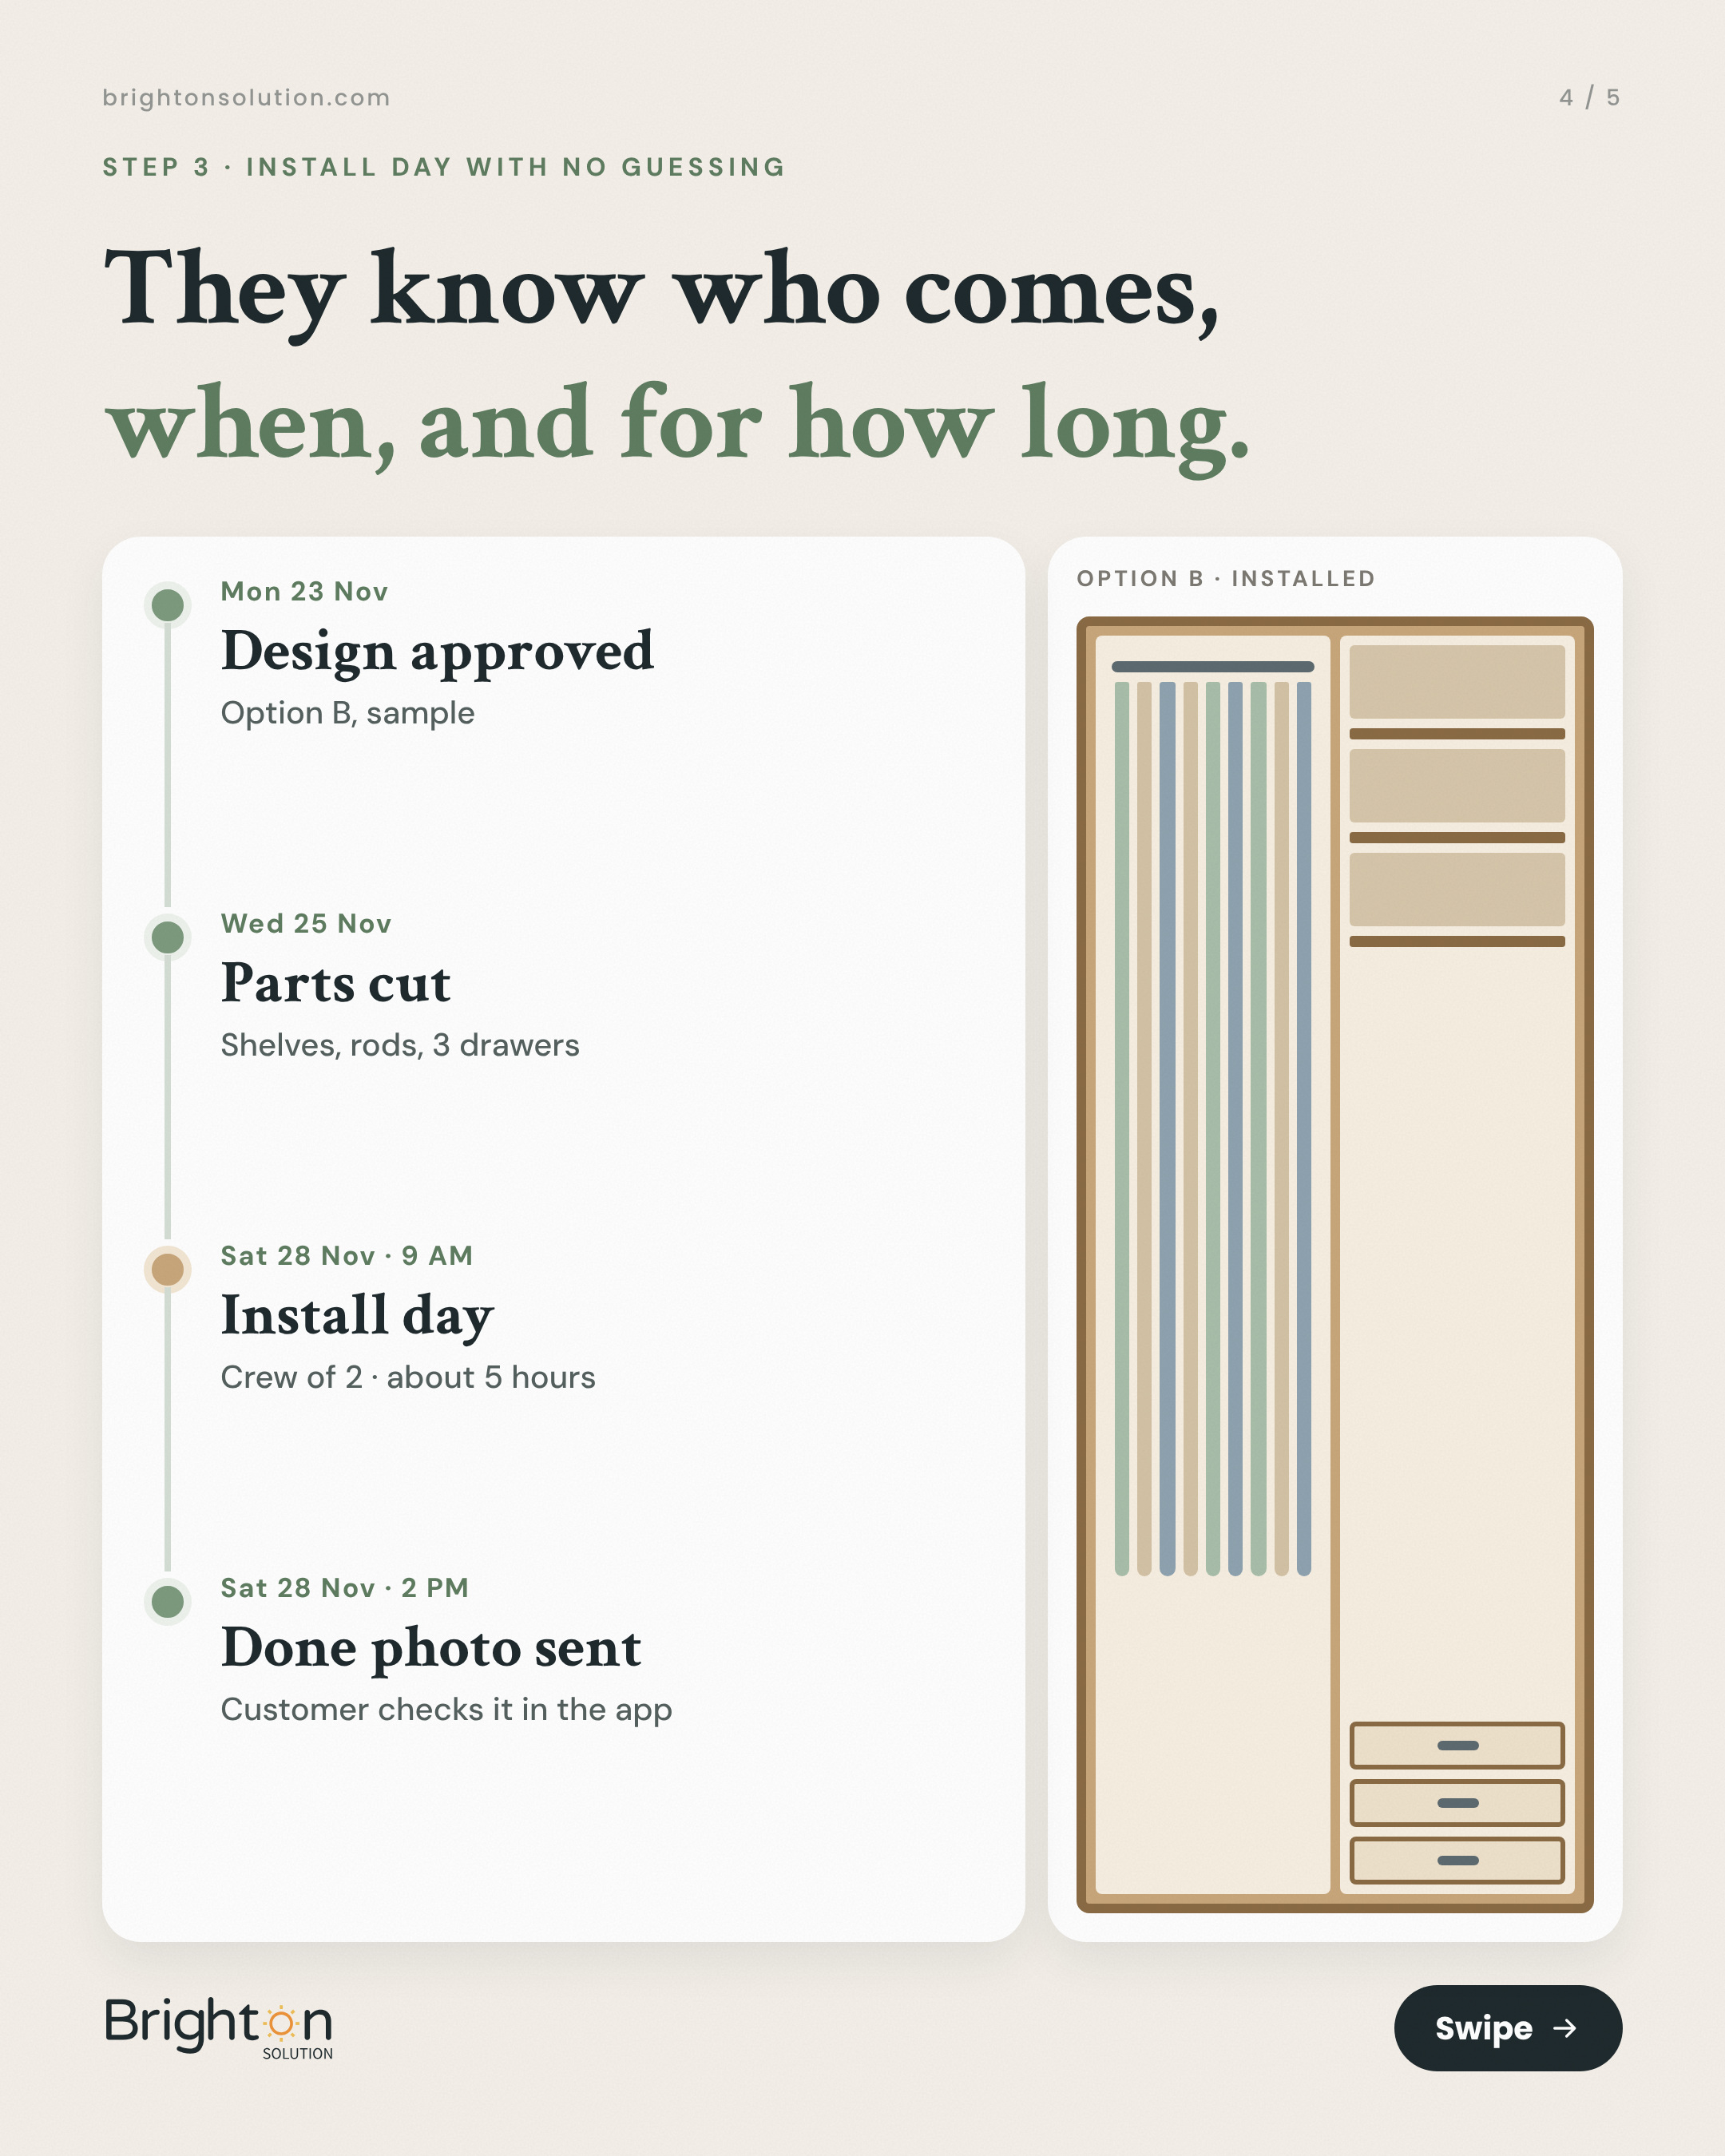 brightonsolution.com
4 / 5
STEP 3 · INSTALL DAY WITH NO GUESSING
They know who comes,
when, and for how long.
Mon 23 Nov
Design approved
Option B, sample
Wed 25 Nov
Parts cut
Shelves, rods, 3 drawers
Sat 28 Nov · 9 AM
Install day
Crew of 2 · about 5 hours
Sat 28 Nov · 2 PM
Done photo sent
Customer checks it in the app
OPTION B · INSTALLED
Brighton
SOLUTION
Swipe →